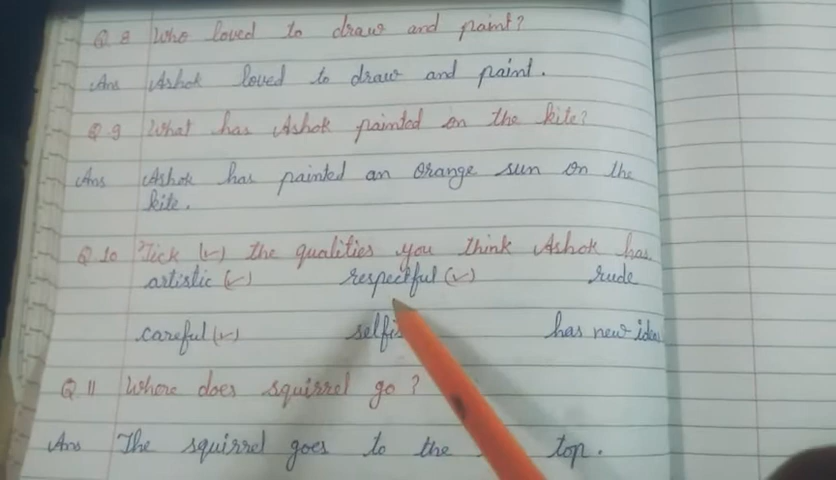 Q.8 Who loved to draw and paint?
Ans Ashok loved to draw and paint.
Q.9 What has Ashok painted on the kite?
Ans Ashok has painted an orange sun on the
kite.
Q.10 Tick (✓) the qualities you think Ashok has.
artistic (✓) respectful (✓) rude
careful (✓) has new
Q 11 Where does squirrel go?
Ans The squirrel goes to the top.